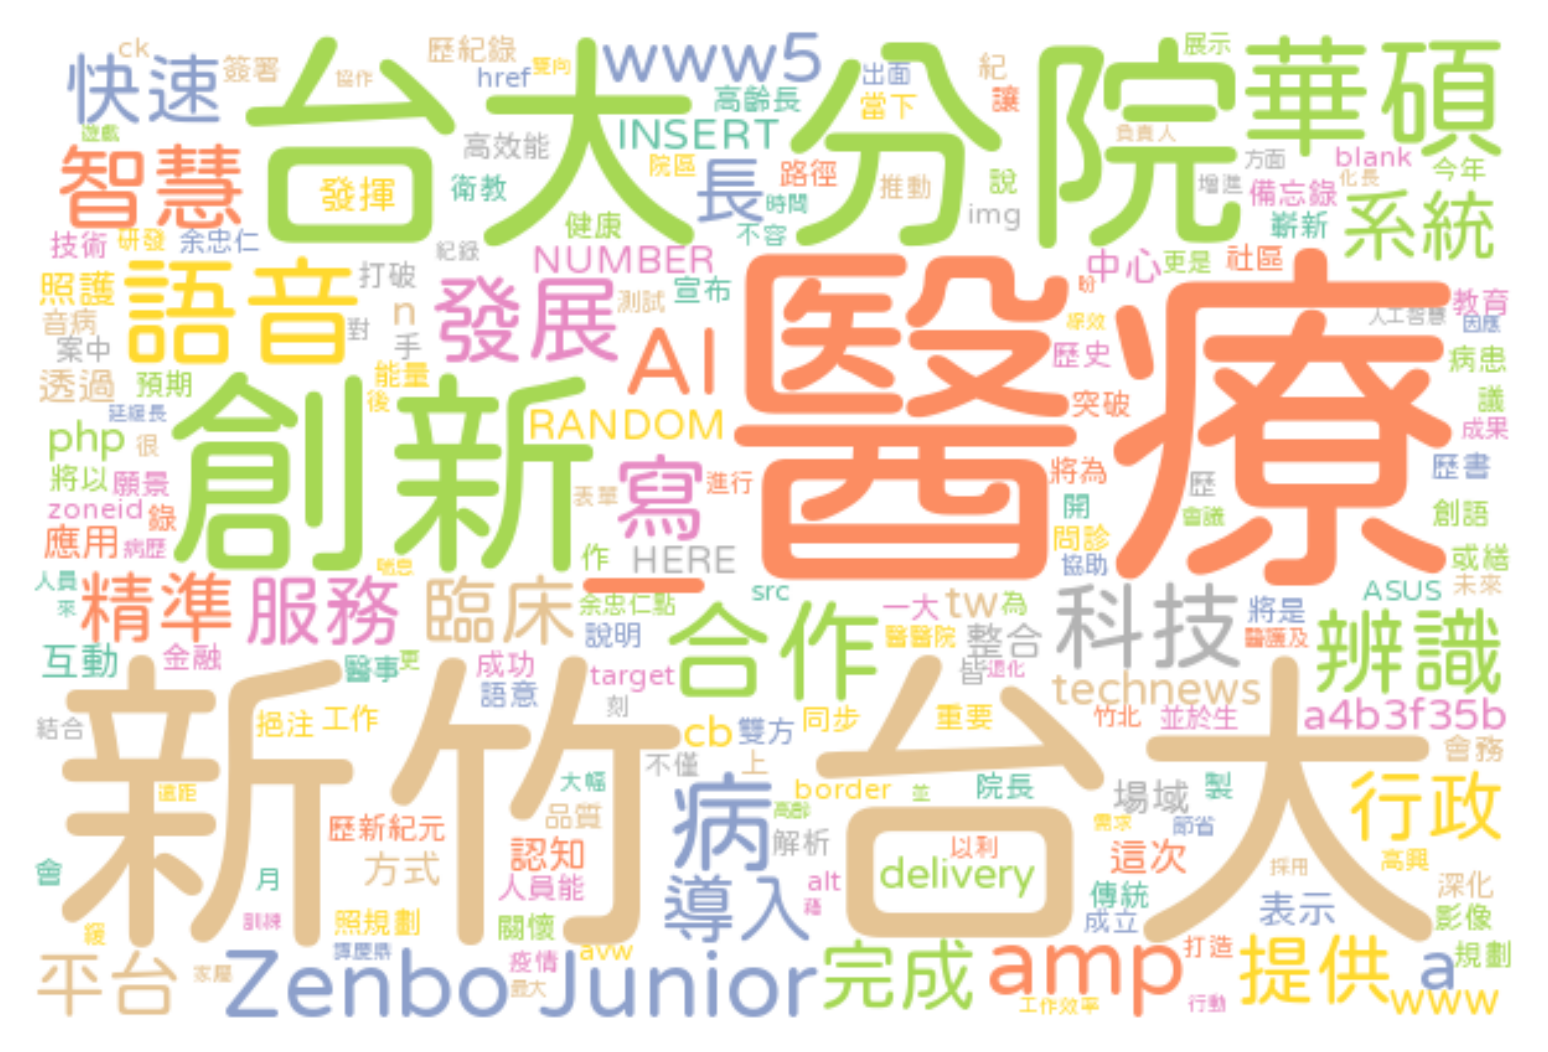 ck
歷紀錄
www5
展示
快速
簽署
協作
href
雙向
出面
紀
華碩
台大分院
高齡長
當下
讓
遊戲
INSERT
負責人
智慧
高效能
院區
長
路徑
推動
說
方面
blank
今年
發揮
衛教
時間
增進
備忘錄
化長
img
系統
技術
研發
余忠仁
健康
不容
嶄新
紀錄
NUMBER
中心
更是
社區
醫療
照護
語音
打破
n
發展
測試
宣布
盼
教育
音病
對
手
AI
人工智慧
因應
案中
歷史
病患
透過
預期
能量
後
突破
議
延緩長
創新
RANDOM
成果
php
很
寫
將為
歷書
將以
願景
表單
進行
歷
zoneid
錄
開
會議
創語
應用
病歷
作
HERE
問診
或繕
人員
喘息
協助
來
精準
服務
臨床
_
src
科技
ASUS
未來
余忠仁點
一大
tw
為
將是
合作
說明
醫醫院
整合
醫護及
辨識
互動
金融
醫事
更
成功
target
皆
退化
語意
technews
新竹台大
刻
結合
挹注
工作
cb
雙方
同步
重要
竹北
並於生
a4b3f35b
不僅
上
會務
遠距
大幅
border
並
院長
場域
製
行政
品質
病
高齡
歷新紀元
解析
需求
節省
認知
以利
這次
會
月
方式
delivery
採用
高興
人員能
導入
alt
傳統
深化
訓練
照規劃
關懷
表示
成立
影像
緩
avw
打造
平台
家屬
Zenbo Junior
疫情
最大
完成
amp
提供
a
規劃
工作效率
行動
www